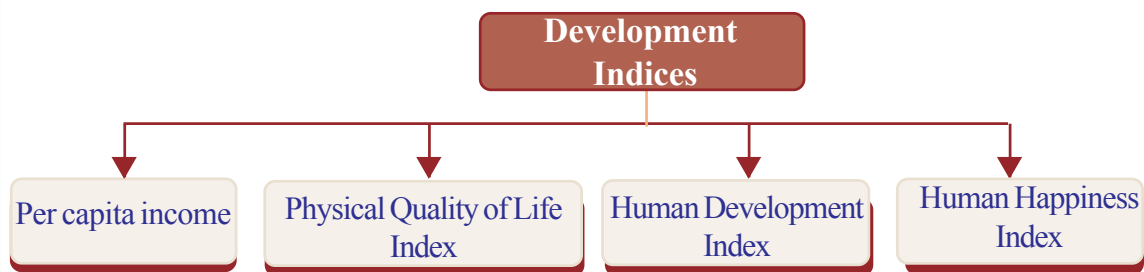 Development
Indices
Per capita income
Physical Quality of Life
Index
Human Development
Index
Human Happiness
Index